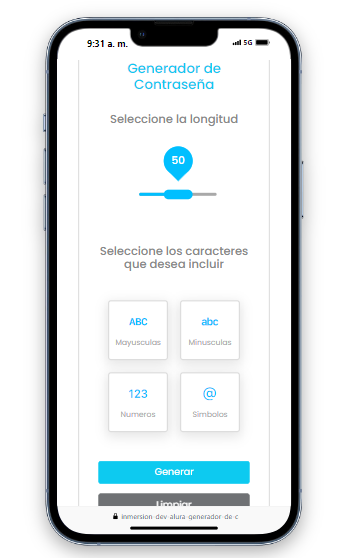 9:31 a. m.
5G
Generador de
Contraseña
Seleccione la longitud
50
Seleccione los caracteres
que desea incluir
ABC
abc
Mayusculas
Minusculas
123
@
Numeros
Simbolos
Generar
Limpiar
inmersion-dev-alura-generador-de-c